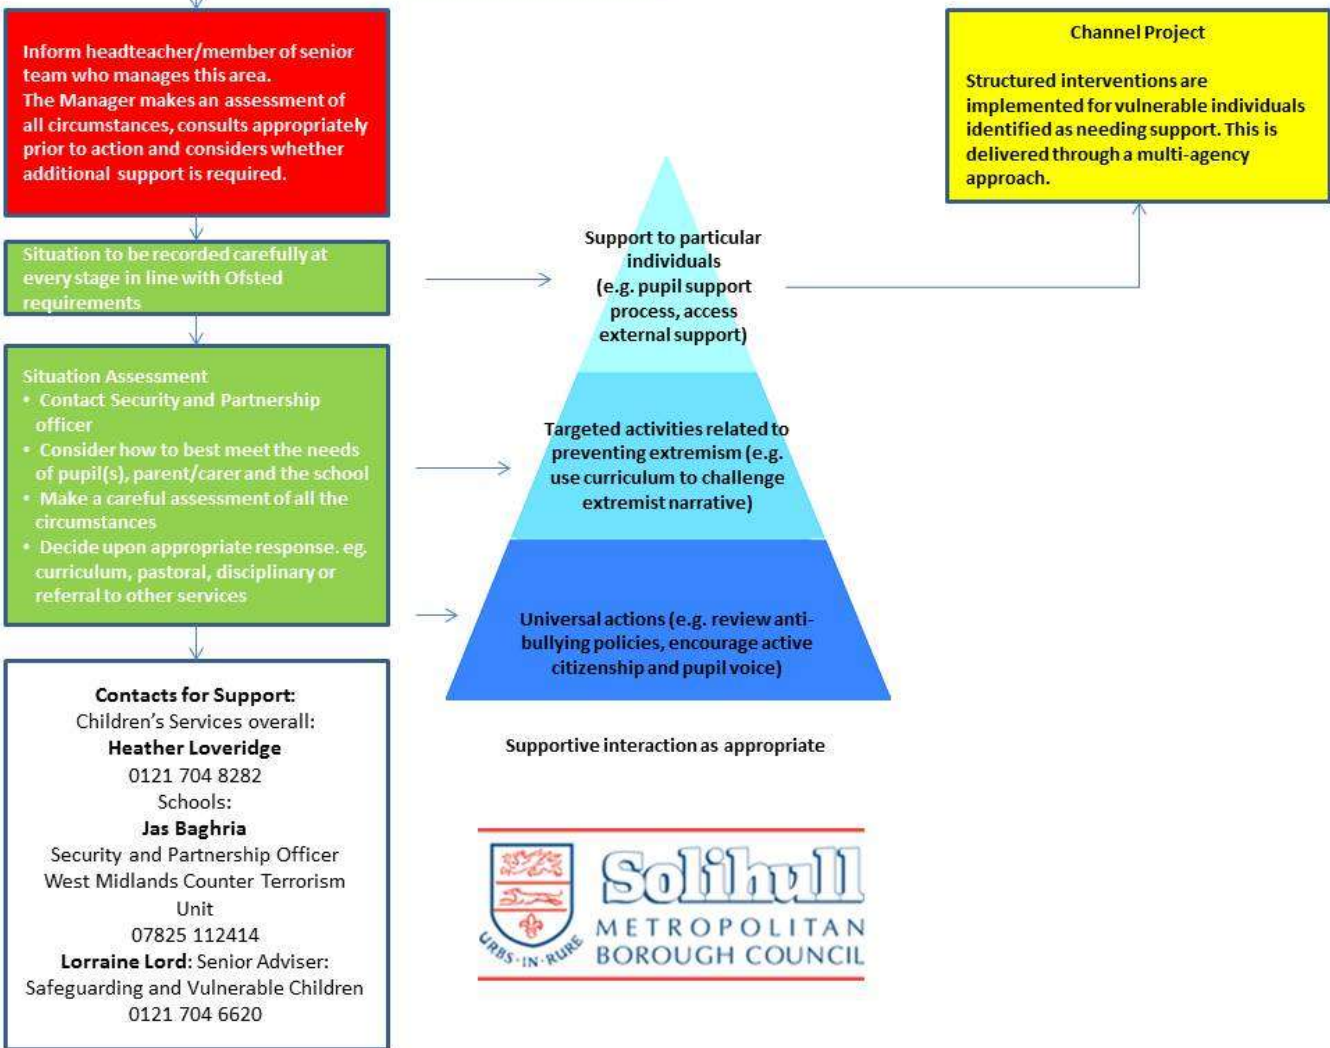 Inform headteacher/member of senior
team who manages this area.
The Manager makes an assessment of
all circumstances, consults appropriately
prior to action and considers whether
additional support is required.
Situation to be recorded carefully at
every stage in line with Ofsted
requirements
Situation Assessment
• Contact Security and Partnership
officer
• Consider how to best meet the needs
of pupil(s), parent/carer and the school
• Make a careful assessment of all the
circumstances
• Decide upon appropriate response. eg.
curriculum, pastoral, disciplinary or
referral to other services
Contacts for Support:
Children’s Services overall:
Heather Loveridge
0121 704 8282
Schools:
Jas Baghria
Security and Partnership Officer
West Midlands Counter Terrorism
Unit
07825 112414
Lorraine Lord: Senior Adviser:
Safeguarding and Vulnerable Children
0121 704 6620
Support to particular
individuals
(e.g. pupil support
process, access
external support)
Targeted activities related to
preventing extremism (e.g.
use curriculum to challenge
extremist narrative)
Universal actions (e.g. review anti-
bullying policies, encourage active
citizenship and pupil voice)
Supportive interaction as appropriate
Channel Project
Structured interventions are
implemented for vulnerable individuals
identified as needing support. This is
delivered through a multi-agency
approach.
URBS·IN·RURE
Solihull
METROPOLITAN
BOROUGH COUNCIL